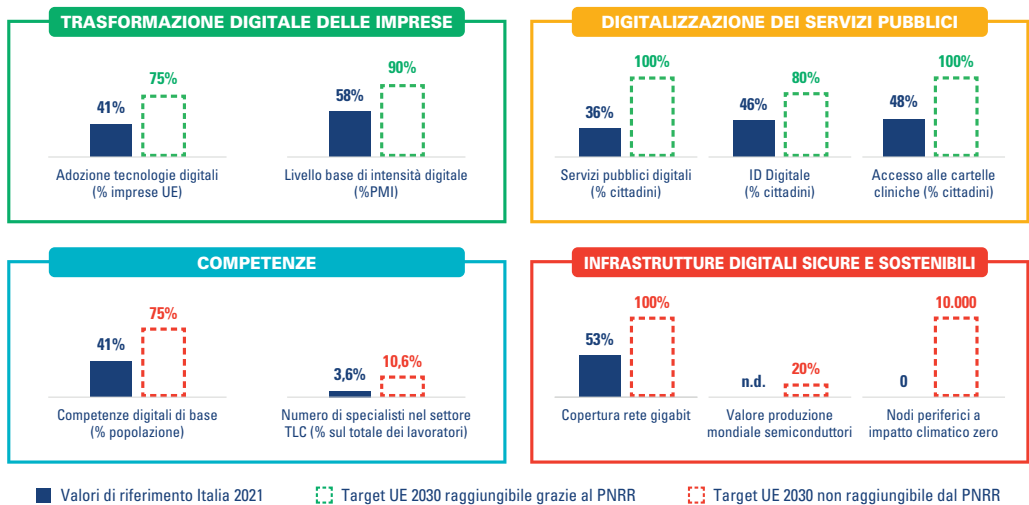 TRASFORMAZIONE DIGITALE DELLE IMPRESE
41%
75%
Adozione tecnologie digitali
(% imprese UE)
58%
90%
Livello base di intensità digitale
(%PMI)
DIGITALIZZAZIONE DEI SERVIZI PUBBLICI
36%
100%
Servizi pubblici digitali
(% cittadini)
46%
80%
ID Digitale
(% cittadini)
48%
100%
Accesso alle cartelle
cliniche (% cittadini)
COMPETENZE
41%
75%
Competenze digitali di base
(% popolazione)
3,6%
10,6%
Numero di specialisti nel settore
TLC (% sul totale dei lavoratori)
INFRASTRUTTURE DIGITALI SICURE E SOSTENIBILI
53%
100%
Copertura rete gigabit
n.d.
20%
Valore produzione
mondiale semiconduttori
0
10.000
Nodi periferici a
impatto climatico zero
Valori di riferimento Italia 2021
Target UE 2030 raggiungibile grazie al PNRR
Target UE 2030 non raggiungibile dal PNRR